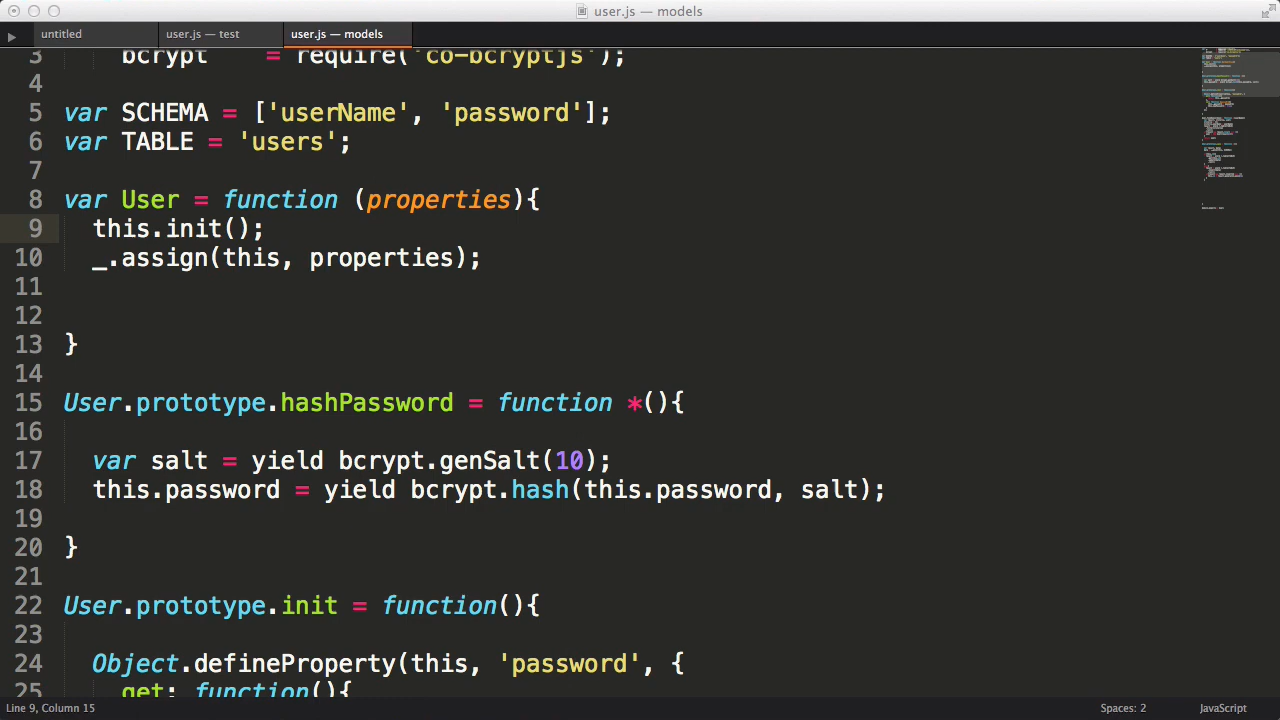 user.js — models
untitled
user.js — test
user.js — models
3 bcrypt = require('co-bcryptjs');
4
5 var SCHEMA = ['userName', 'password'];
6 var TABLE = 'users';
7
8 var User = function (properties){
9 this.init();
10 _.assign(this, properties);
11
12
13 }
14
15 User.prototype.hashPassword = function *(){
16
17 var salt = yield bcrypt.genSalt(10);
18 this.password = yield bcrypt.hash(this.password, salt);
19
20 }
21
22 User.prototype.init = function(){
23
24 Object.defineProperty(this, 'password', {
25 get: function(){
Line 9, Column 15
Spaces: 2
JavaScript